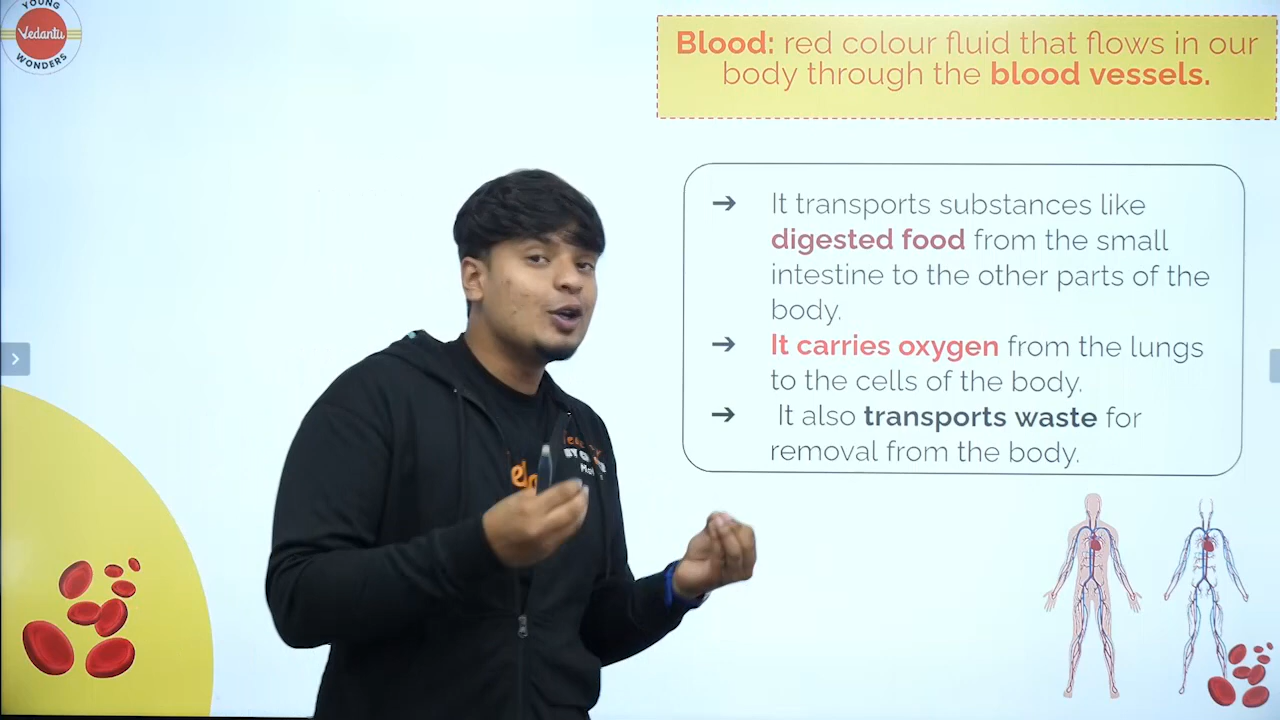 YOUNG
Vedantu
WONDERS
Blood: red colour fluid that flows in our
body through the blood vessels.
➔ It transports substances like
digested food from the small
intestine to the other parts of the
body.
➔ It carries oxygen from the lungs
to the cells of the body.
➔ It also transports waste for
removal from the body.